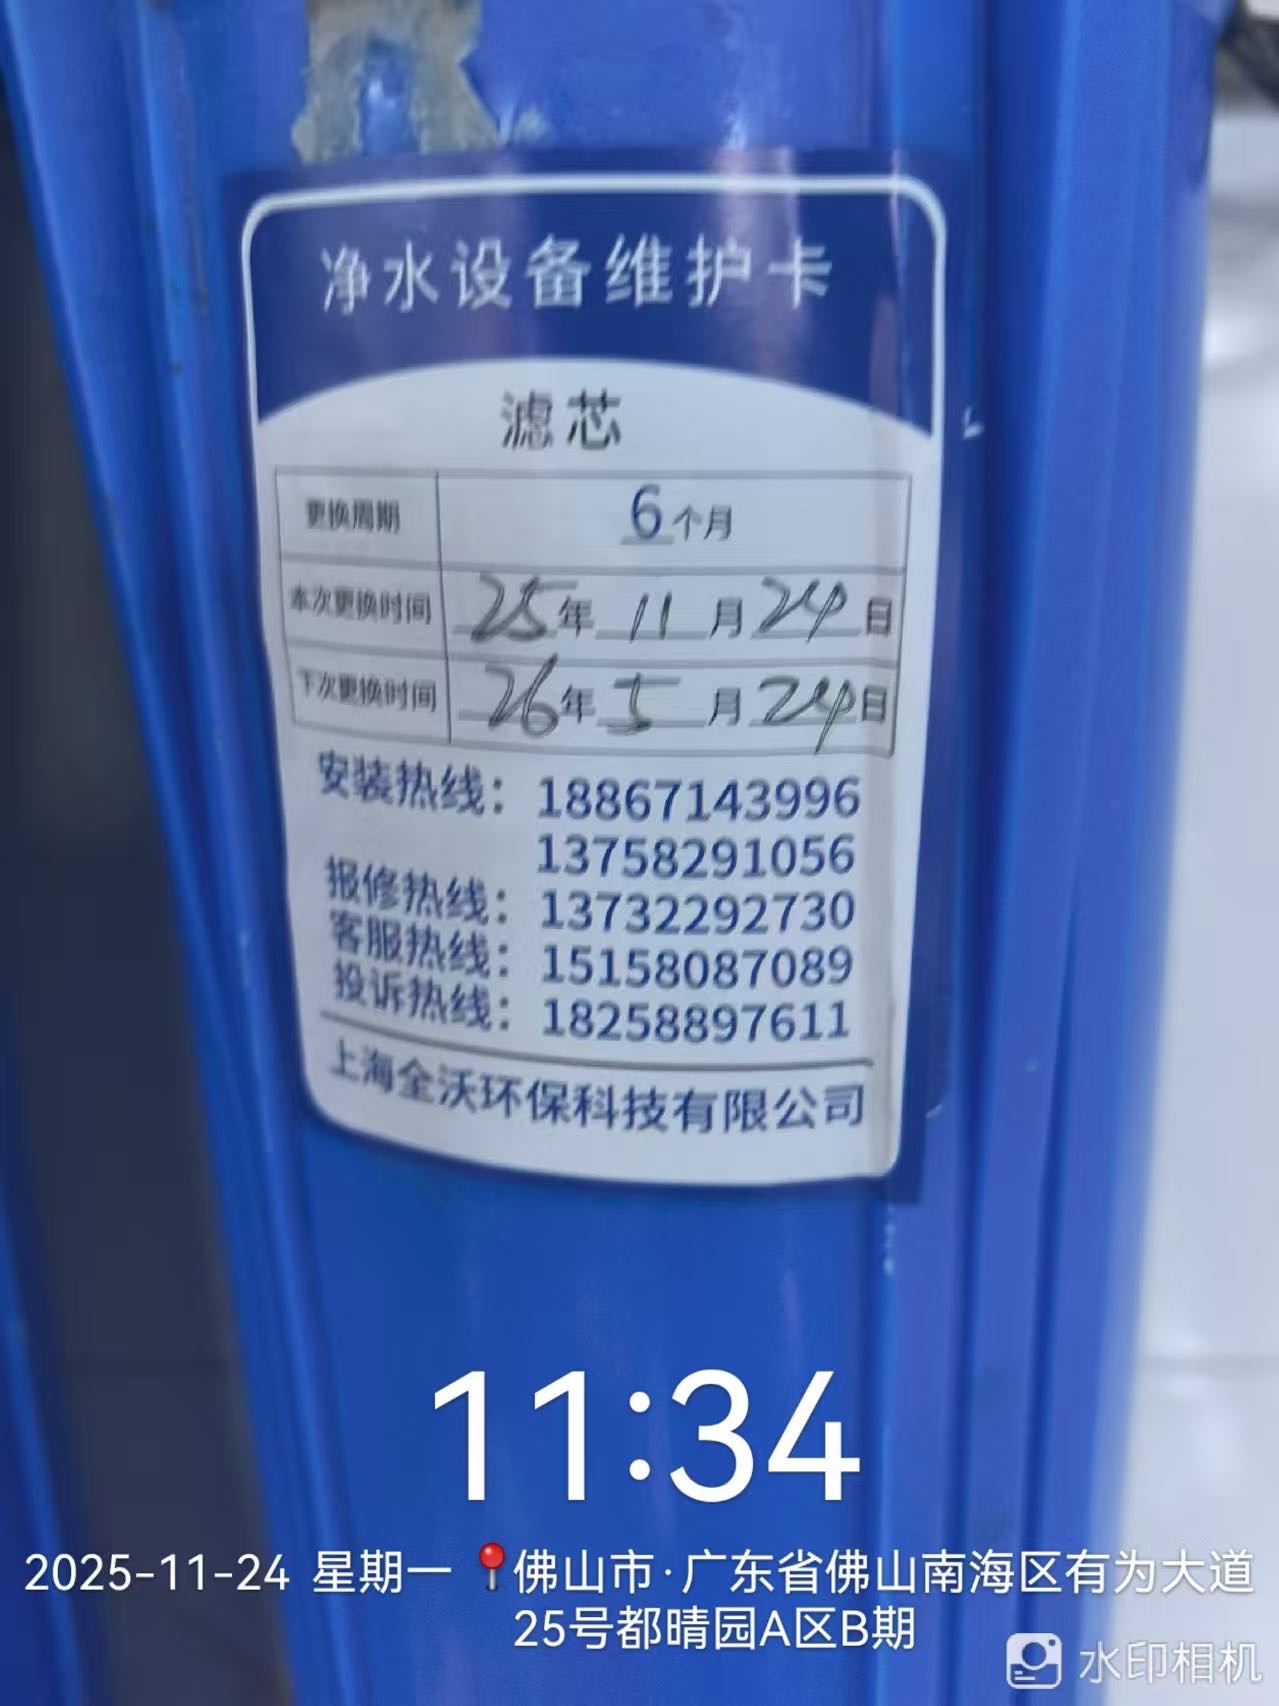 净水设备维护卡
滤芯
更换周期 6个月
本次更换时间 25年11月24日
下次更换时间 26年5月24日
安装热线：18867143996
13758291056
报修热线：13732292730
客服热线：15158087089
投诉热线：18258897611
上海全沃环保科技有限公司
11:34
2025-11-24 星期一 佛山市·广东省佛山南海区有为大道
25号都晴园A区B期
水印相机